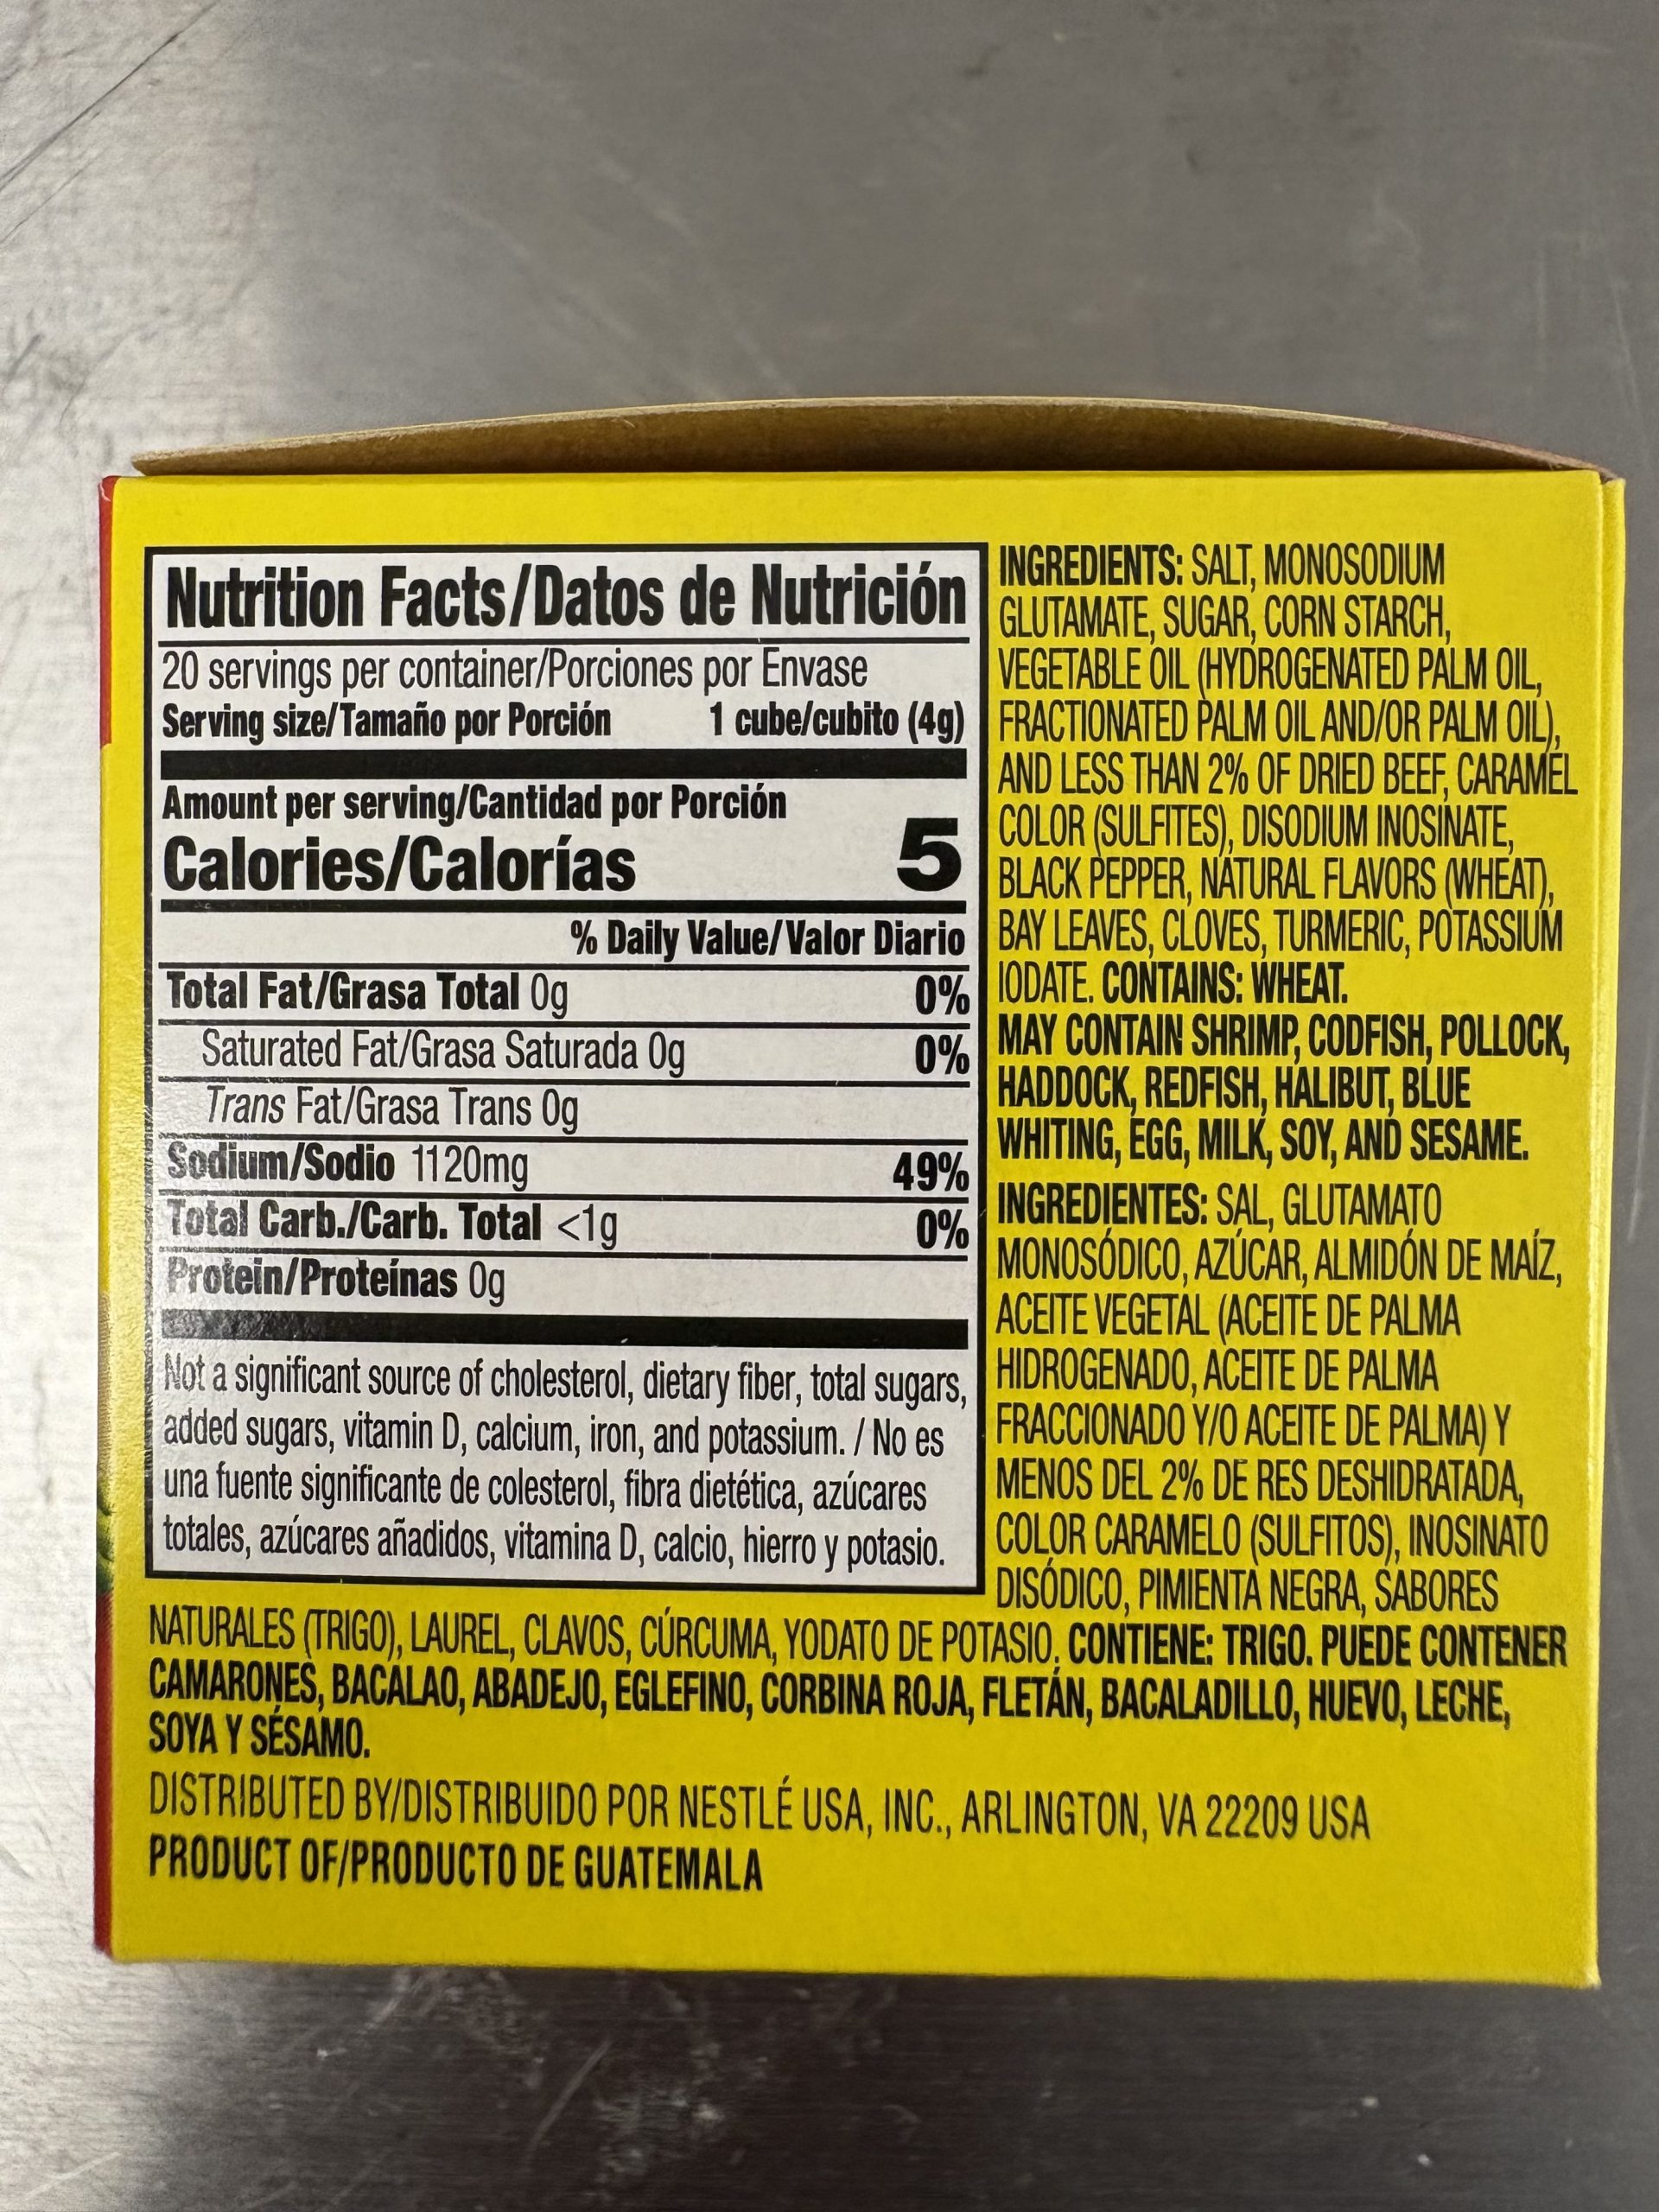 Nutrition Facts/Datos de Nutrición
20 servings per container/Porciones por Envase
Serving size/Tamaño por Porción 1 cube/cubito (4g)
Amount per serving/Cantidad por Porción
Calories/Calorías 5
% Daily Value/Valor Diario
Total Fat/Grasa Total 0g 0%
Saturated Fat/Grasa Saturada 0g 0%
Trans Fat/Grasa Trans 0g
Sodium/Sodio 1120mg 49%
Total Carb./Carb. Total <1g 0%
Protein/Proteínas 0g
Not a significant source of cholesterol, dietary fiber, total sugars,
added sugars, vitamin D, calcium, iron, and potassium. / No es
una fuente significante de colesterol, fibra dietética, azúcares
totales, azúcares añadidos, vitamina D, calcio, hierro y potasio.
INGREDIENTS: SALT, MONOSODIUM
GLUTAMATE, SUGAR, CORN STARCH,
VEGETABLE OIL (HYDROGENATED PALM OIL,
FRACTIONATED PALM OIL AND/OR PALM OIL),
AND LESS THAN 2% OF DRIED BEEF, CARAMEL
COLOR (SULFITES), DISODIUM INOSINATE,
BLACK PEPPER, NATURAL FLAVORS (WHEAT),
BAY LEAVES, CLOVES, TURMERIC, POTASSIUM
IODATE. CONTAINS: WHEAT.
MAY CONTAIN SHRIMP, CODFISH, POLLOCK,
HADDOCK, REDFISH, HALIBUT, BLUE
WHITING, EGG, MILK, SOY, AND SESAME.
INGREDIENTES: SAL, GLUTAMATO
MONOSÓDICO, AZÚCAR, ALMIDÓN DE MAÍZ,
ACEITE VEGETAL (ACEITE DE PALMA
HIDROGENADO, ACEITE DE PALMA
FRACCIONADO Y/O ACEITE DE PALMA) Y
MENOS DEL 2% DE RES DESHIDRATADA,
COLOR CARAMELO (SULFITOS), INOSINATO
DISÓDICO, PIMIENTA NEGRA, SABORES
NATURALES (TRIGO), LAUREL, CLAVOS, CÚRCUMA, YODATO DE POTASIO. CONTIENE: TRIGO. PUEDE CONTENER
CAMARONES, BACALAO, ABADEJO, EGLEFINO, CORBINA ROJA, FLETÁN, BACALADILLO, HUEVO, LECHE,
SOYA Y SÉSAMO.
DISTRIBUTED BY/DISTRIBUIDO POR NESTLÉ USA, INC., ARLINGTON, VA 22209 USA
PRODUCT OF/PRODUCTO DE GUATEMALA